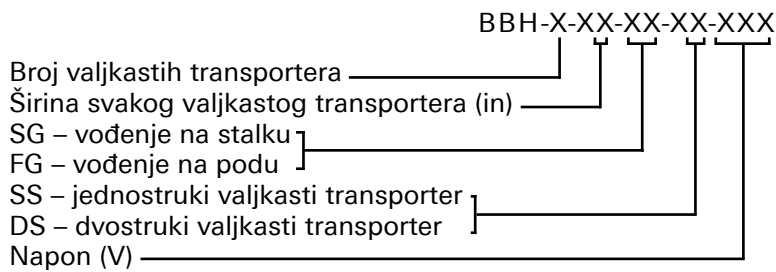 BBH-X-XX-XX-XX-XXX
Broj valjkastih transportera
Širina svakog valjkastog transportera (in)
SG – vođenje na stalku
FG – vođenje na podu
SS – jednostruki valjkasti transporter
DS – dvostruki valjkasti transporter
Napon (V)